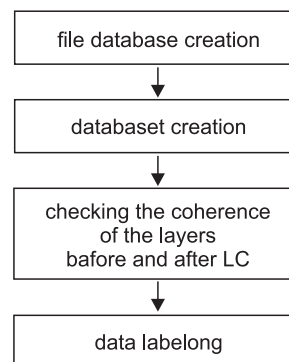 file database creation
databaset creation
checking the coherence
of the layers
bafore and after LC
data labelong